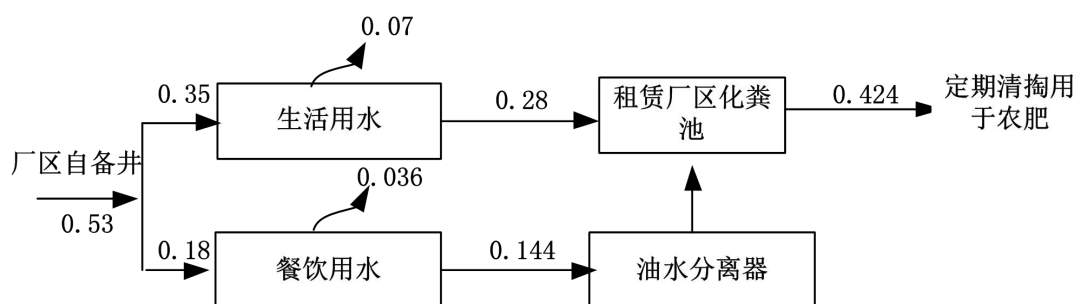 0.07
0.35
生活用水
0.28
租赁厂区化粪
池
0.424
定期清掏用
于农肥
厂区自备井
0.53
0.036
0.18
餐饮用水
0.144
油水分离器